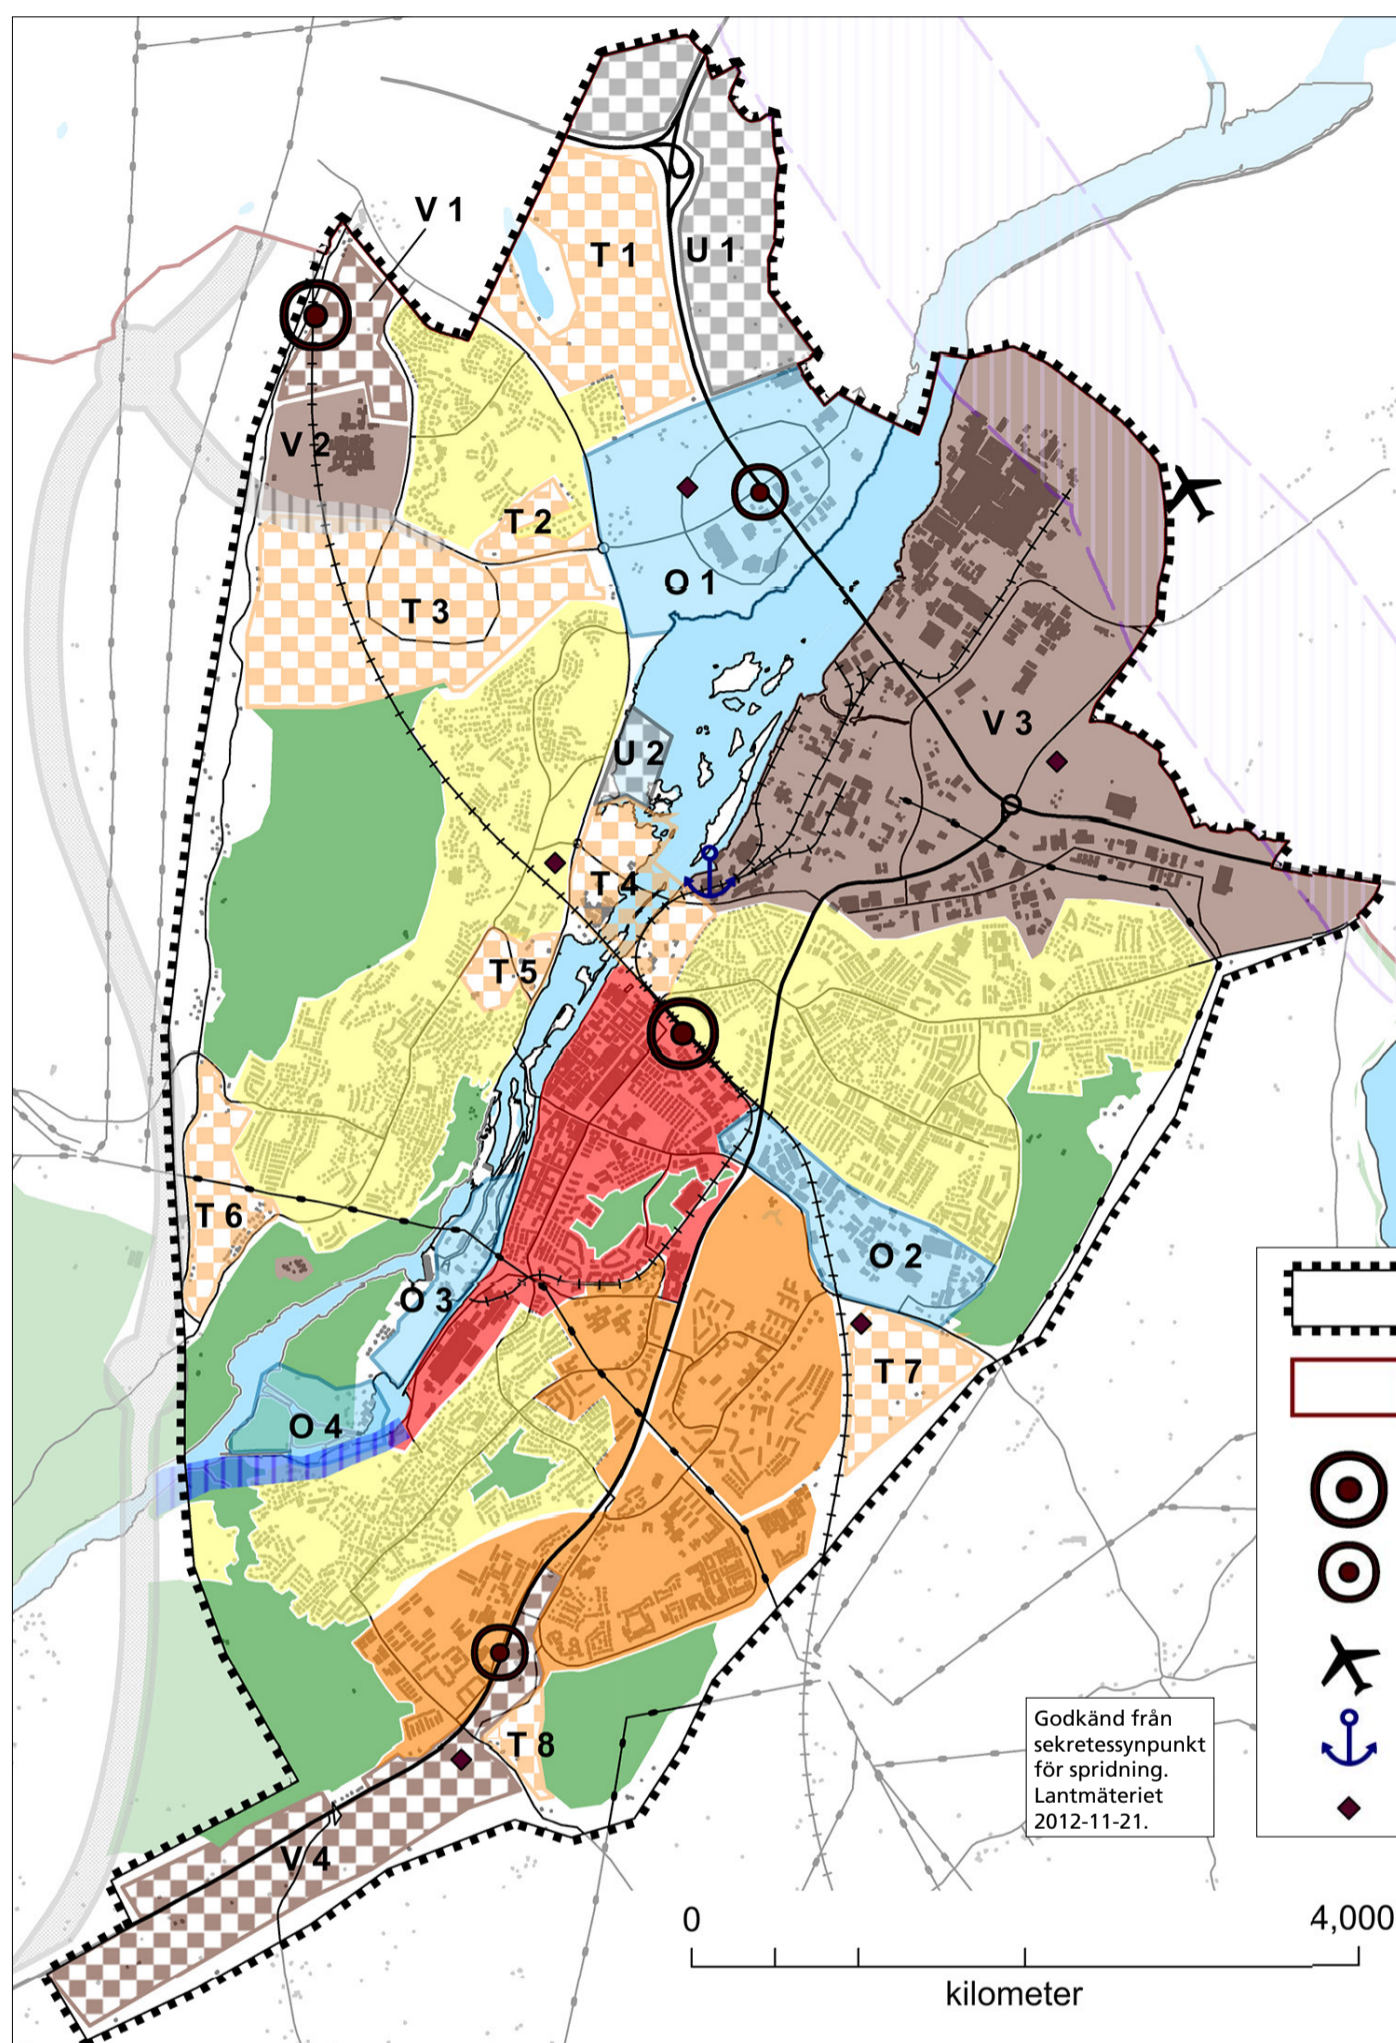 V 1
T 1
U 1
V 2
T 2
O 1
T 3
V 3
U 2
T 4
T 5
T 6
O 2
O 3
T 7
O 4
T 8
Godkänd från
sekretessynpunkt
för spridning.
Lantmäteriet
2012-11-21.
V 4
0 4,000
kilometer